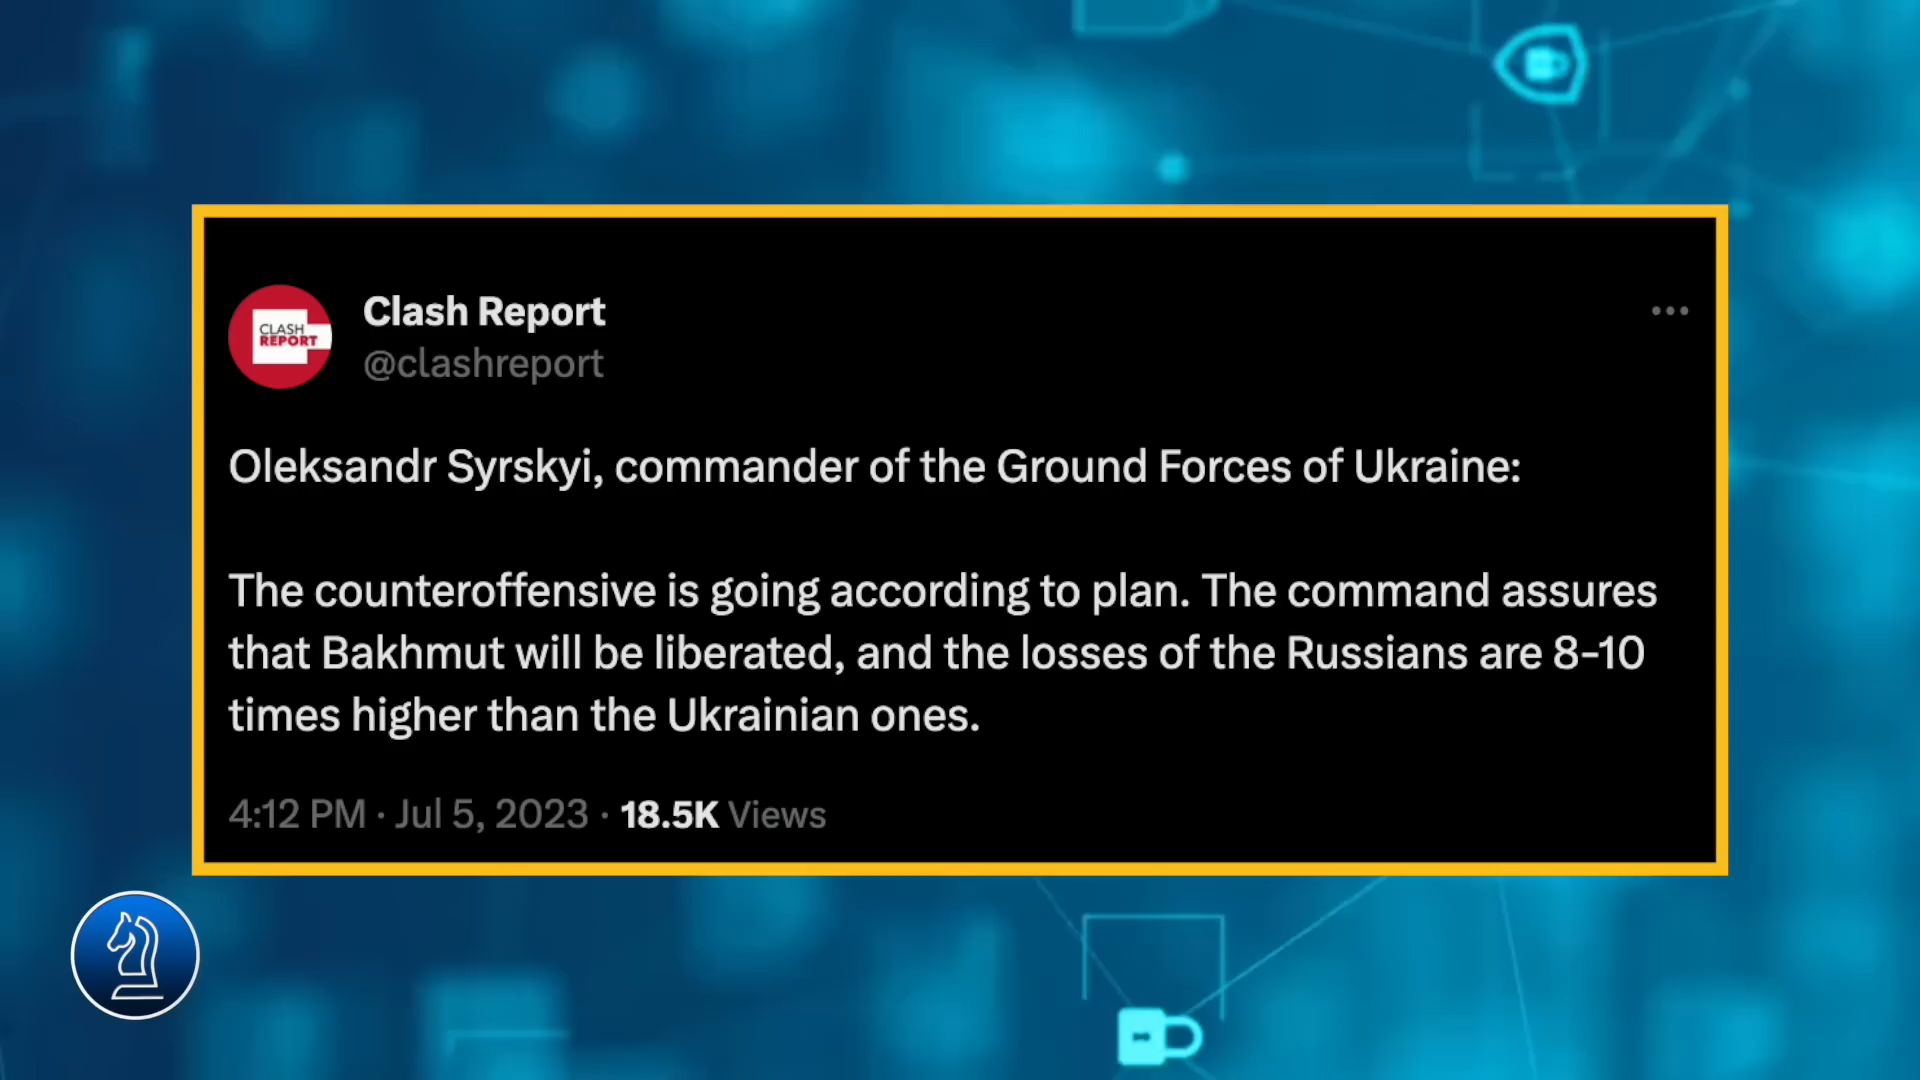 CLASH
REPORT
Clash Report
@clashreport
Oleksandr Syrskyi, commander of the Ground Forces of Ukraine:
The counteroffensive is going according to plan. The command assures
that Bakhmut will be liberated, and the losses of the Russians are 8-10
times higher than the Ukrainian ones.
4:12 PM · Jul 5, 2023 · 18.5K Views